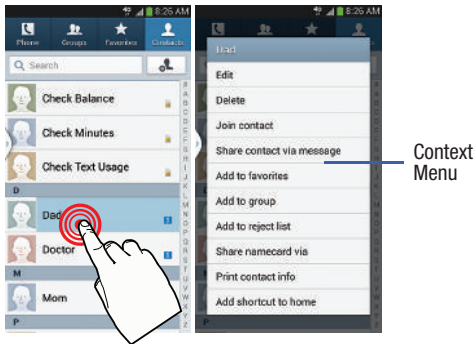 8:26 AM
Phone Groups Favorites Contacts
Search
Check Balance
Check Minutes
Check Text Usage
D
Dad
Doctor
M
Mom
P
8:26 AM
Dad
Edit
Delete
Join contact
Share contact via message
Add to favorites
Add to group
Add to reject list
Share namecard via
Print contact info
Add shortcut to home
Context
Menu